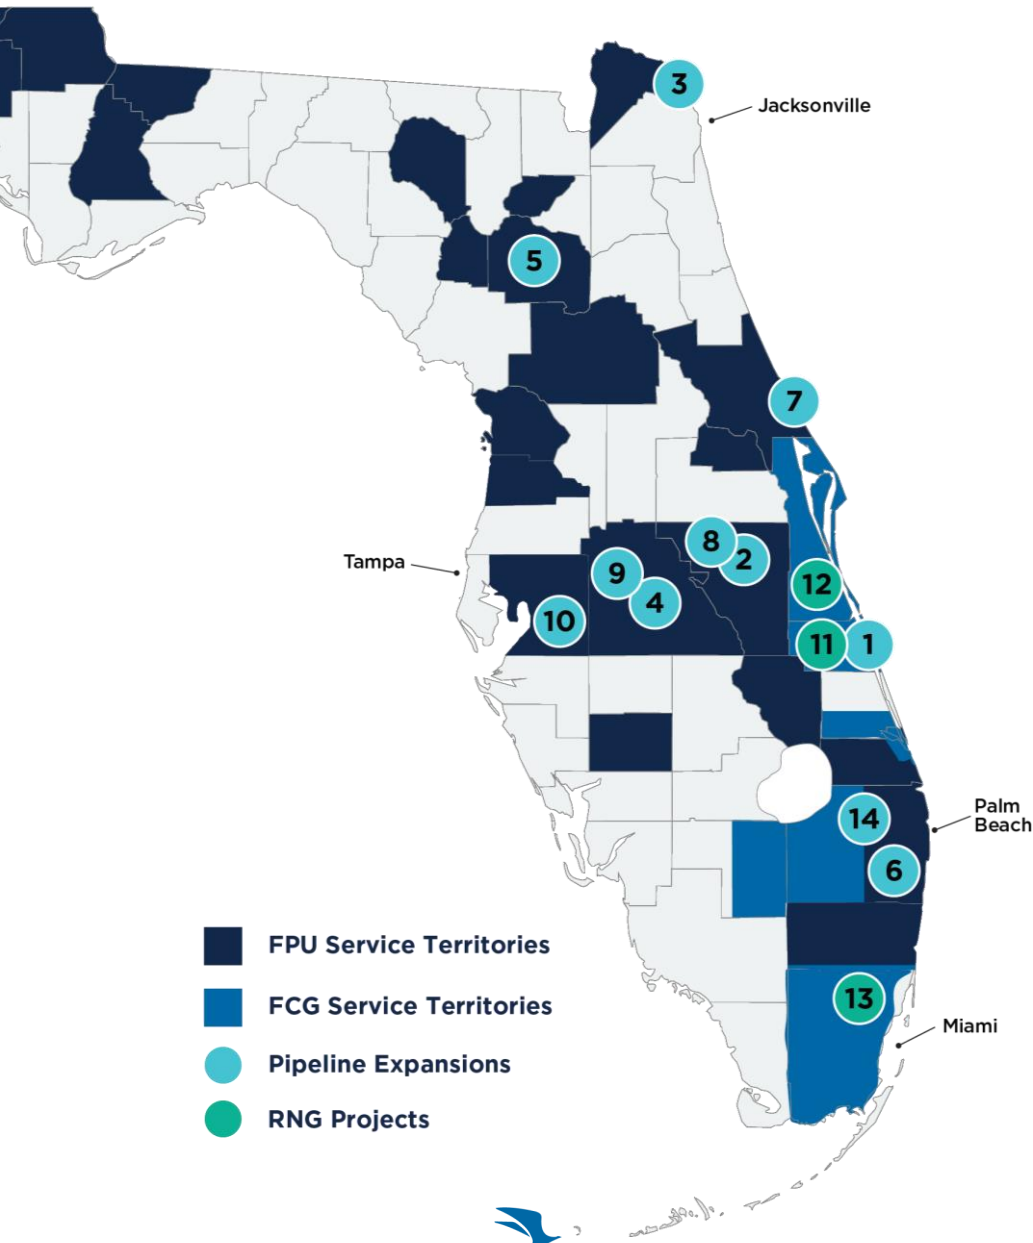 3
Jacksonville
5
7
8
2
Tampa
9
12
4
10
11
1
14
Palm
Beach
6
FPU Service Territories
FCG Service Territories
13
Miami
Pipeline Expansions
RNG Projects